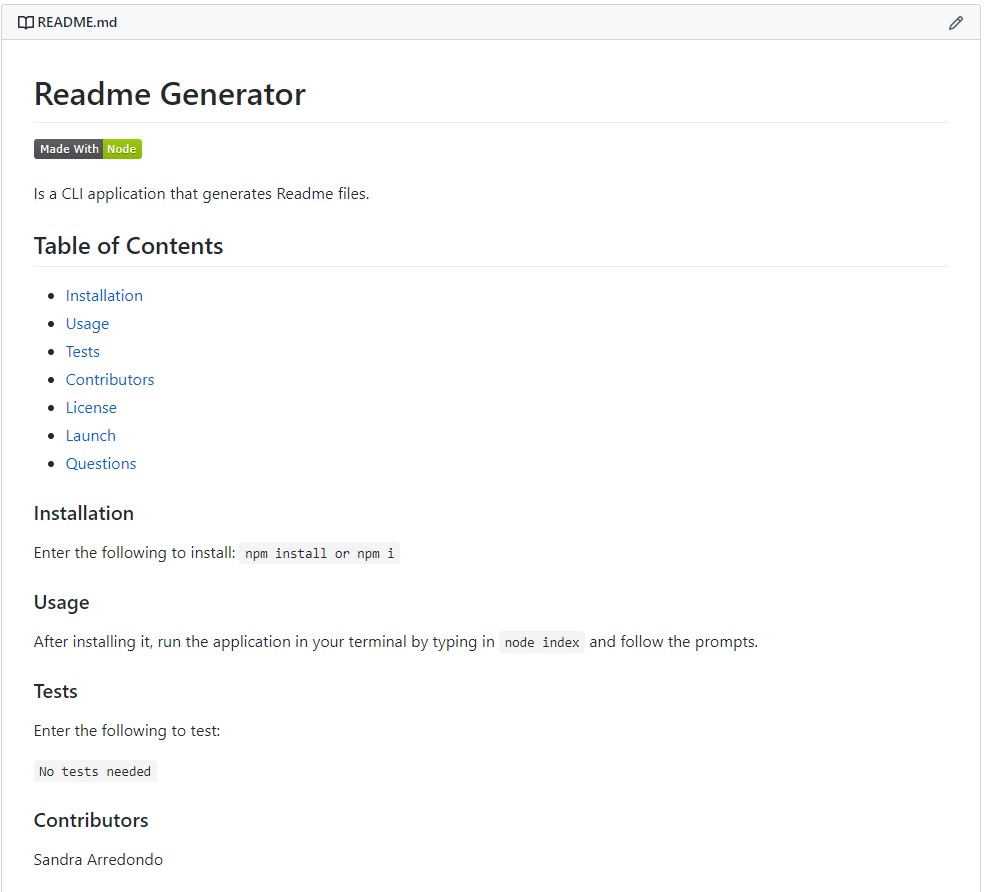 README.md
Readme Generator
Made With Node
Is a CLI application that generates Readme files.
Table of Contents
Installation
Usage
Tests
Contributors
License
Launch
Questions
Installation
Enter the following to install: npm install or npm i
Usage
After installing it, run the application in your terminal by typing in node index and follow the prompts.
Tests
Enter the following to test:
No tests needed
Contributors
Sandra Arredondo